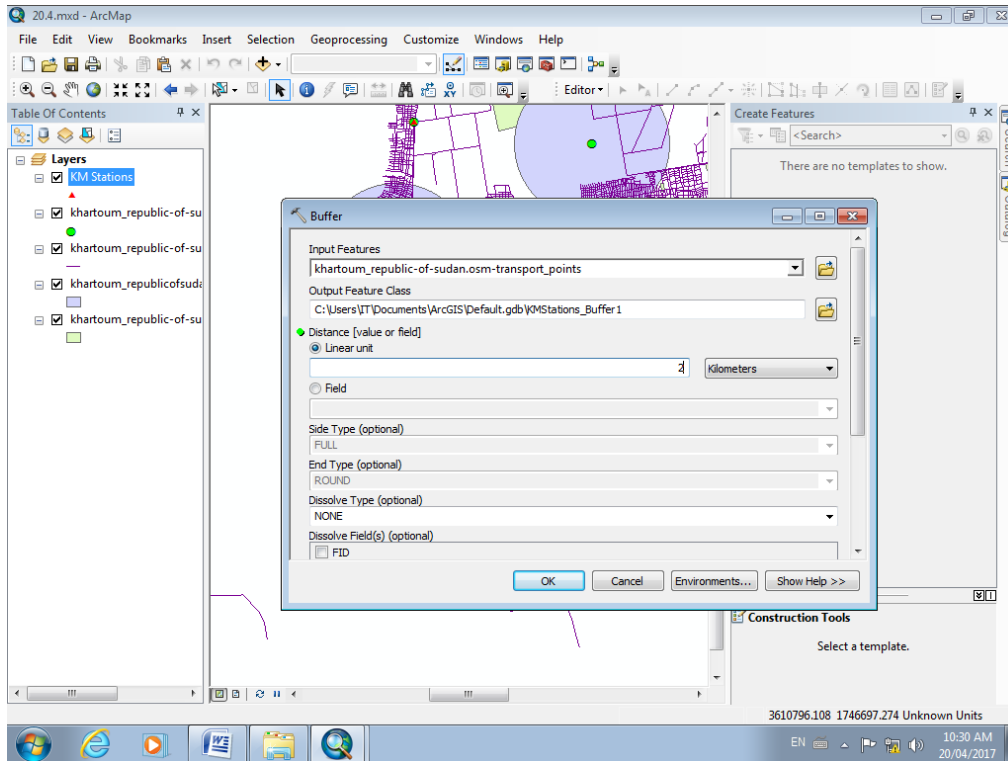 20.4.mxd - ArcMap
File Edit View Bookmarks Insert Selection Geoprocessing Customize Windows Help
Editor
Table Of Contents
Layers
KM Stations
khartoum_republic-of-su
khartoum_republic-of-su
khartoum_republicofsuda
khartoum_republic-of-su
Buffer
Input Features
khartoum_republic-of-sudan.osm-transport_points
Output Feature Class
C:\Users\IT\Documents\ArcGIS\Default.gdb\KMStations_Buffer1
Distance [value or field]
Linear unit
2 Kilometers
Field
Side Type (optional)
FULL
End Type (optional)
ROUND
Dissolve Type (optional)
NONE
Dissolve Field(s) (optional)
FID
OK Cancel Environments... Show Help >>
Create Features
<Search>
There are no templates to show.
Construction Tools
Select a template.
3610796.108 1746697.274 Unknown Units
EN
10:30 AM
20/04/2017